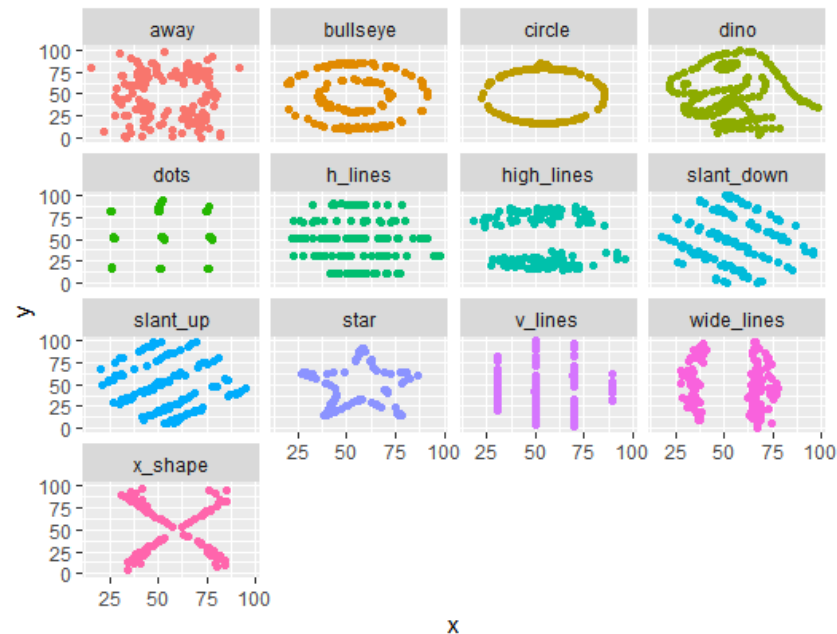 away bullseye circle dino
100
75
50
25
0
dots h_lines high_lines slant_down
100
75
50
25
0
slant_up star v_lines wide_lines
100
75
50
25
0
25 50 75 100 25 50 75 100 25 50 75 100
x_shape
100
75
50
25
0
25 50 75 100
y
x